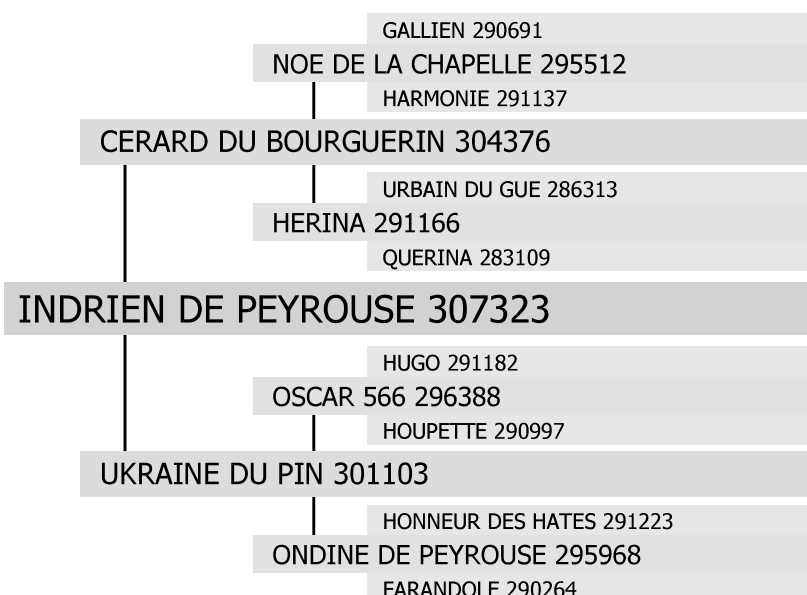 GALLIEN 290691
NOE DE LA CHAPELLE 295512
HARMONIE 291137
CERARD DU BOURGUERIN 304376
URBAIN DU GUE 286313
HERINA 291166
QUERINA 283109
INDRIEN DE PEYROUSE 307323
HUGO 291182
OSCAR 566 296388
HOUPETTE 290997
UKRAINE DU PIN 301103
HONNEUR DES HATES 291223
ONDINE DE PEYROUSE 295968
FARANDOLE 290264